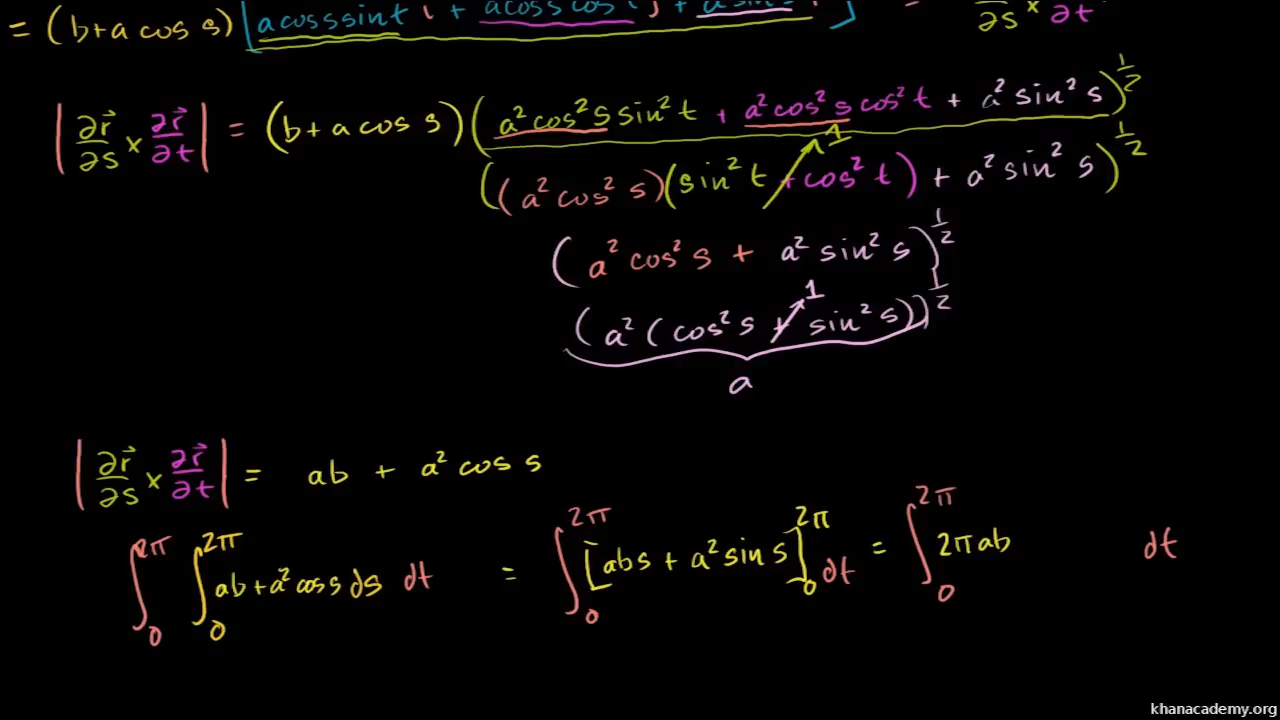 = (b+a cos s) [a cos s sin t i + a cos s cos t j + a sin s ] = ∂s × ∂t
|∂r⃗/∂s × ∂r⃗/∂t| = (b+a cos s) (a² cos² s sin² t + a² cos² s cos² t + a² sin² s)^½
((a² cos² s)(sin² t + cos² t) + a² sin² s)^½
1
(a² cos² s + a² sin² s)^½
(a² (cos² s + sin² s))^½
1
a
|∂r⃗/∂s × ∂r⃗/∂t| = ab + a² cos s
∫₀^2π ∫₀^2π ab+a² cos s ds dt = ∫₀^2π [abs + a² sin s]₀^2π dt = ∫₀^2π 2πab dt
khanacademy.org